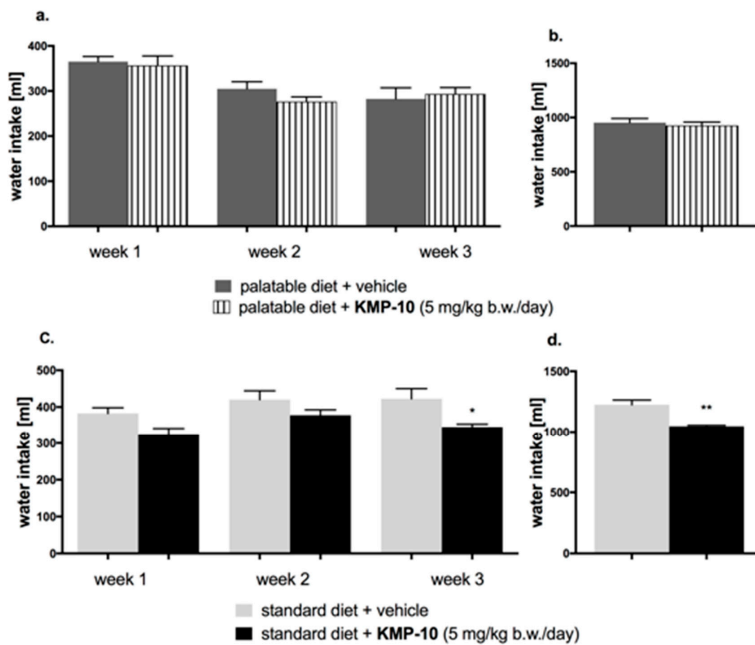 a.
water intake [ml]
400
300
200
100
0
week 1
week 2
week 3
b.
water intake [ml]
1500
1000
500
0
palatable diet + vehicle
palatable diet + KMP-10 (5 mg/kg b.w./day)
c.
water intake [ml]
500
400
300
200
100
0
*
week 1
week 2
week 3
d.
water intake [ml]
1500
1000
500
0
**
standard diet + vehicle
standard diet + KMP-10 (5 mg/kg b.w./day)